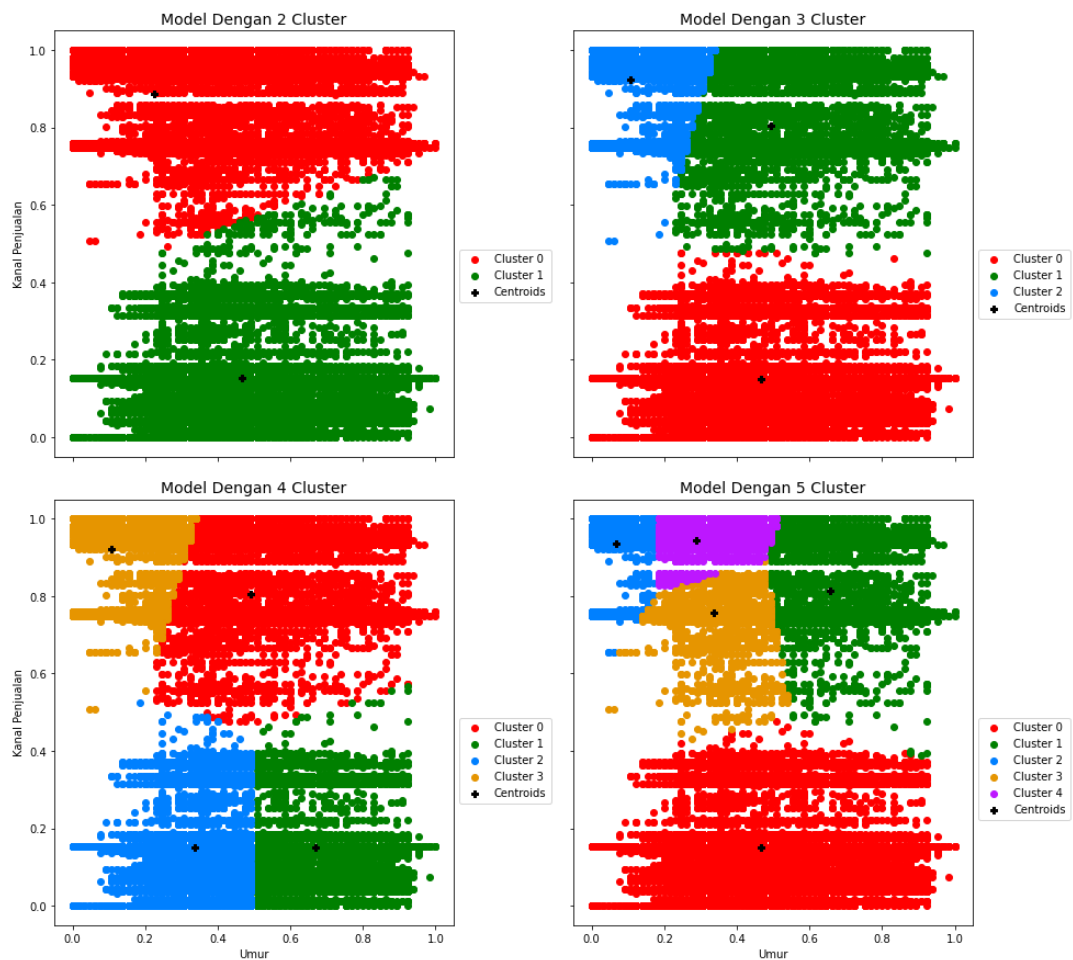 Model Dengan 2 Cluster
Model Dengan 3 Cluster
1.0
0.8
0.6
0.4
0.2
0.0
Kanal Penjualan
Cluster 0
Cluster 1
Centroids
Cluster 0
Cluster 1
Cluster 2
Centroids
Model Dengan 4 Cluster
Model Dengan 5 Cluster
1.0
0.8
0.6
0.4
0.2
0.0
Kanal Penjualan
Cluster 0
Cluster 1
Cluster 2
Cluster 3
Centroids
Cluster 0
Cluster 1
Cluster 2
Cluster 3
Cluster 4
Centroids
0.0 0.2 0.4 0.6 0.8 1.0
Umur
0.0 0.2 0.4 0.6 0.8 1.0
Umur